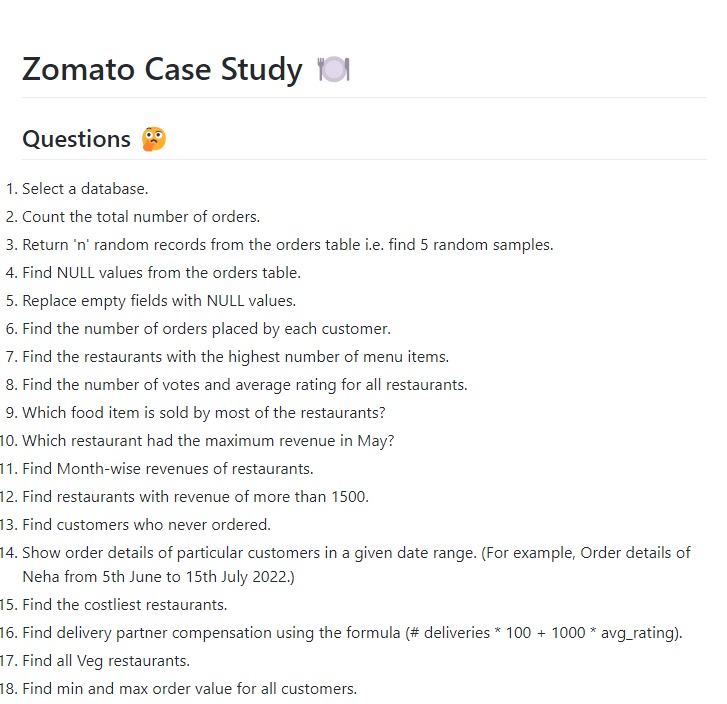 Zomato Case Study 🍽️
Questions 🤔
1. Select a database.
2. Count the total number of orders.
3. Return 'n' random records from the orders table i.e. find 5 random samples.
4. Find NULL values from the orders table.
5. Replace empty fields with NULL values.
6. Find the number of orders placed by each customer.
7. Find the restaurants with the highest number of menu items.
8. Find the number of votes and average rating for all restaurants.
9. Which food item is sold by most of the restaurants?
10. Which restaurant had the maximum revenue in May?
11. Find Month-wise revenues of restaurants.
12. Find restaurants with revenue of more than 1500.
13. Find customers who never ordered.
14. Show order details of particular customers in a given date range. (For example, Order details of
Neha from 5th June to 15th July 2022.)
15. Find the costliest restaurants.
16. Find delivery partner compensation using the formula (# deliveries * 100 + 1000 * avg_rating).
17. Find all Veg restaurants.
18. Find min and max order value for all customers.